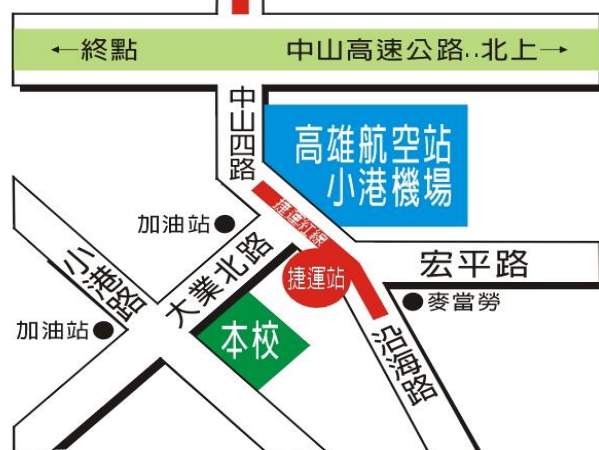 ←終點
中山高速公路..北上→
中山四路
高雄航空站
小港機場
捷運紅線
加油站
大業北路
小港路
宏平路
捷運站
麥當勞
加油站
本校
沿海路